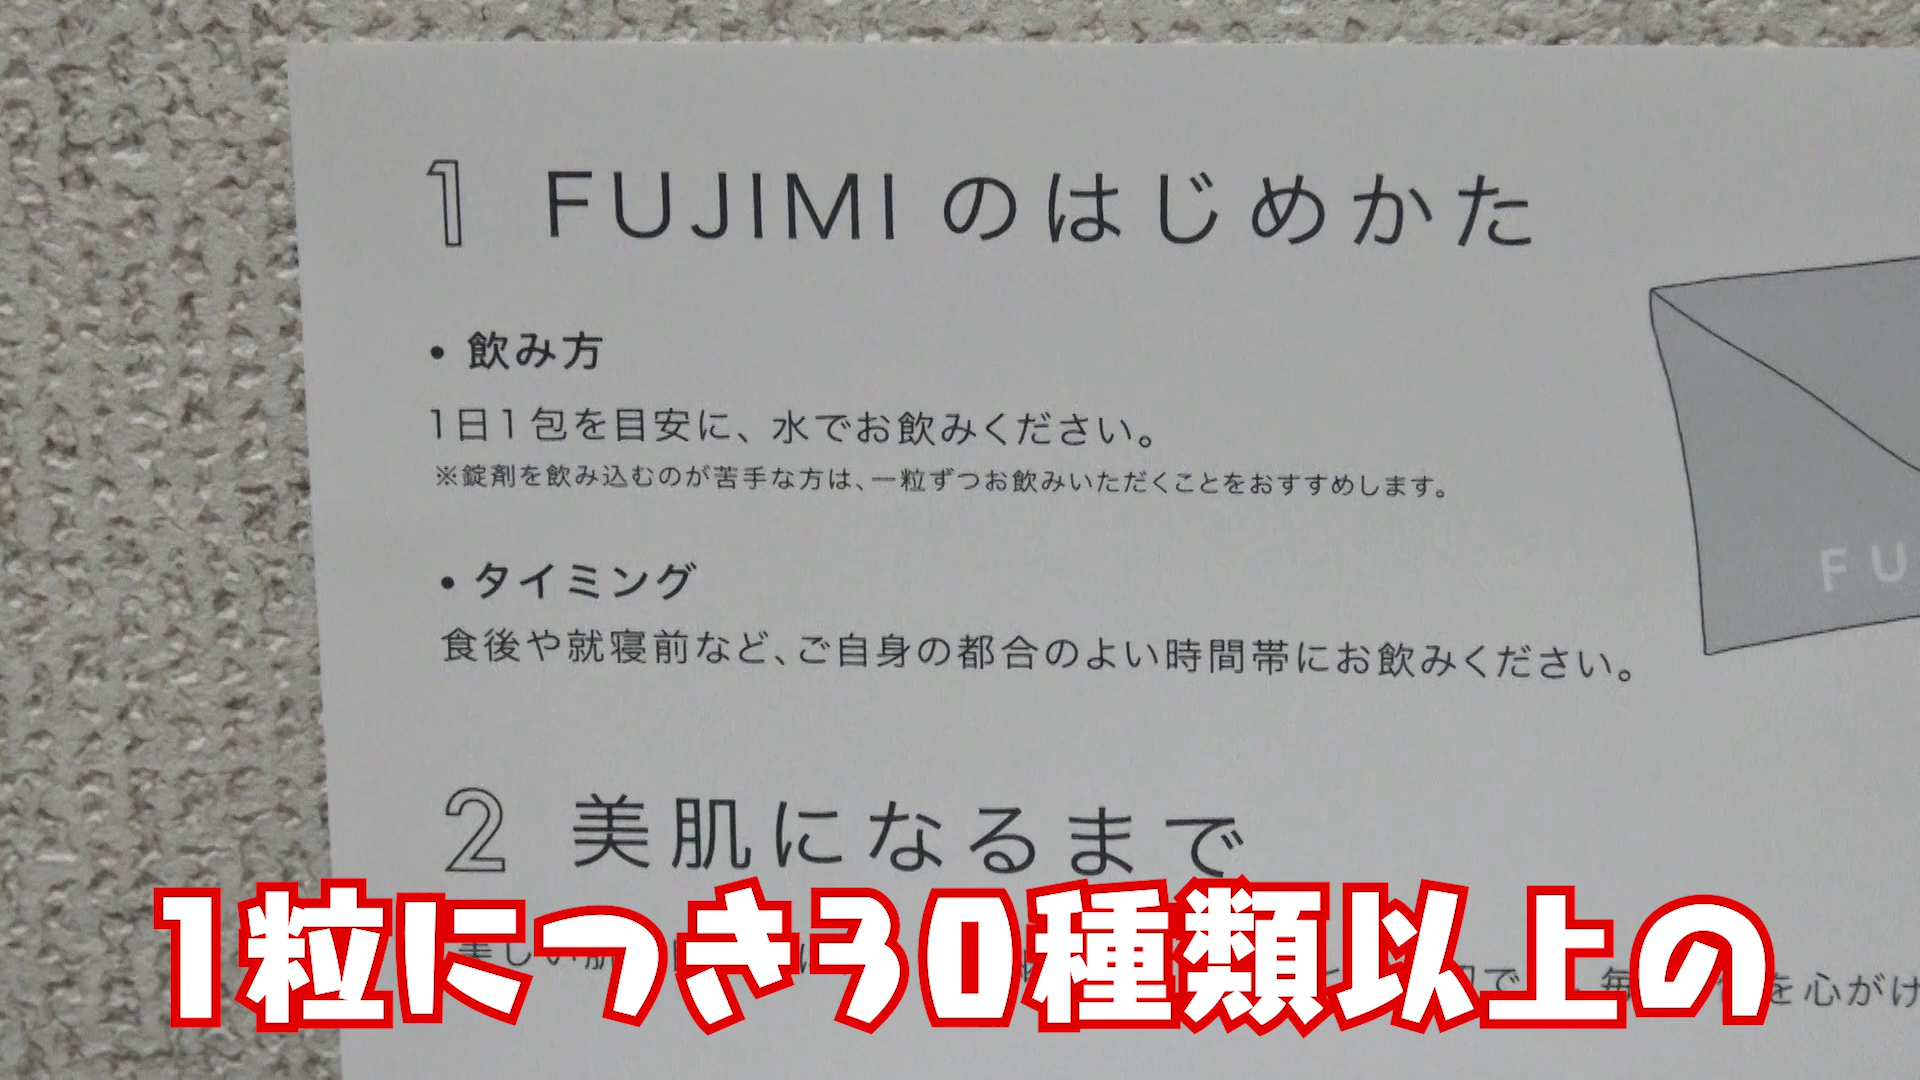 1 FUJIMIのはじめかた
• 飲み方
1日1包を目安に、水でお飲みください。
※錠剤を飲み込むのが苦手な方は、一粒ずつお飲みいただくことをおすすめします。
• タイミング
食後や就寝前など、ご自身の都合のよい時間帯にお飲みください。
FU
2 美肌になるまで
1粒につき30種類以上の
を心がけ